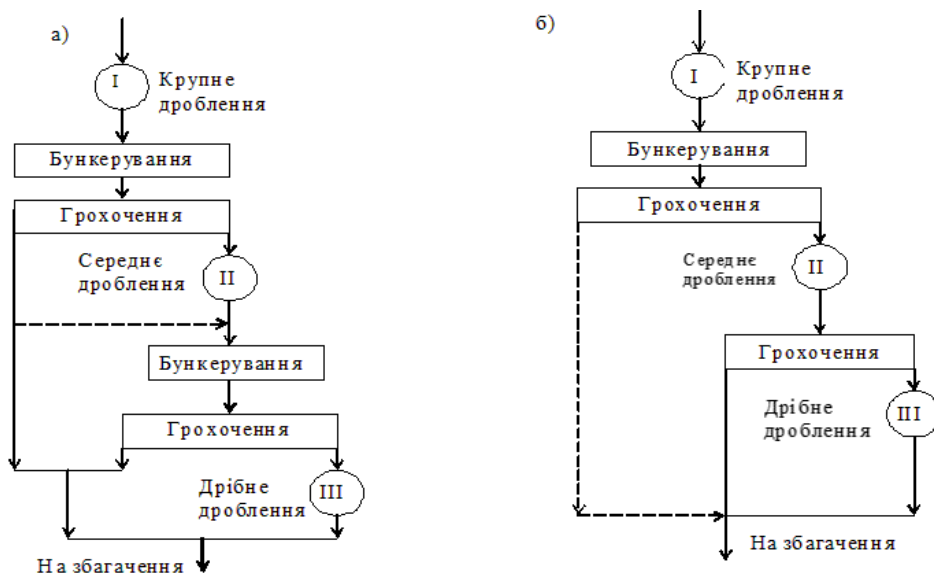 а)
I
Крупне
дроблення
Бункерування
Грохочення
Середнє
дроблення
II
Бункерування
Грохочення
Дрібне
дроблення
III
На збагачення
б)
I
Крупне
дроблення
Бункерування
Грохочення
Середнє
дроблення
II
Грохочення
Дрібне
дроблення
III
На збагачення